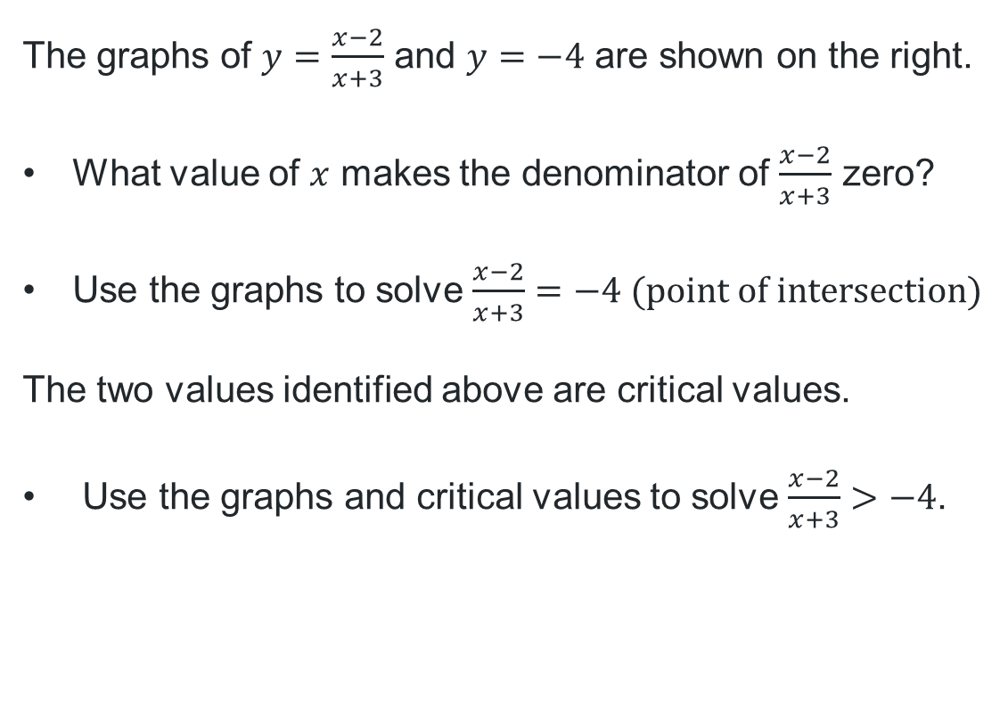 The graphs of y = \frac{x-2}{x+3} and y = −4 are shown on the right.
• What value of x makes the denominator of \frac{x-2}{x+3} zero?
• Use the graphs to solve \frac{x-2}{x+3} = −4 (point of intersection)
The two values identified above are critical values.
• Use the graphs and critical values to solve \frac{x-2}{x+3} > −4.